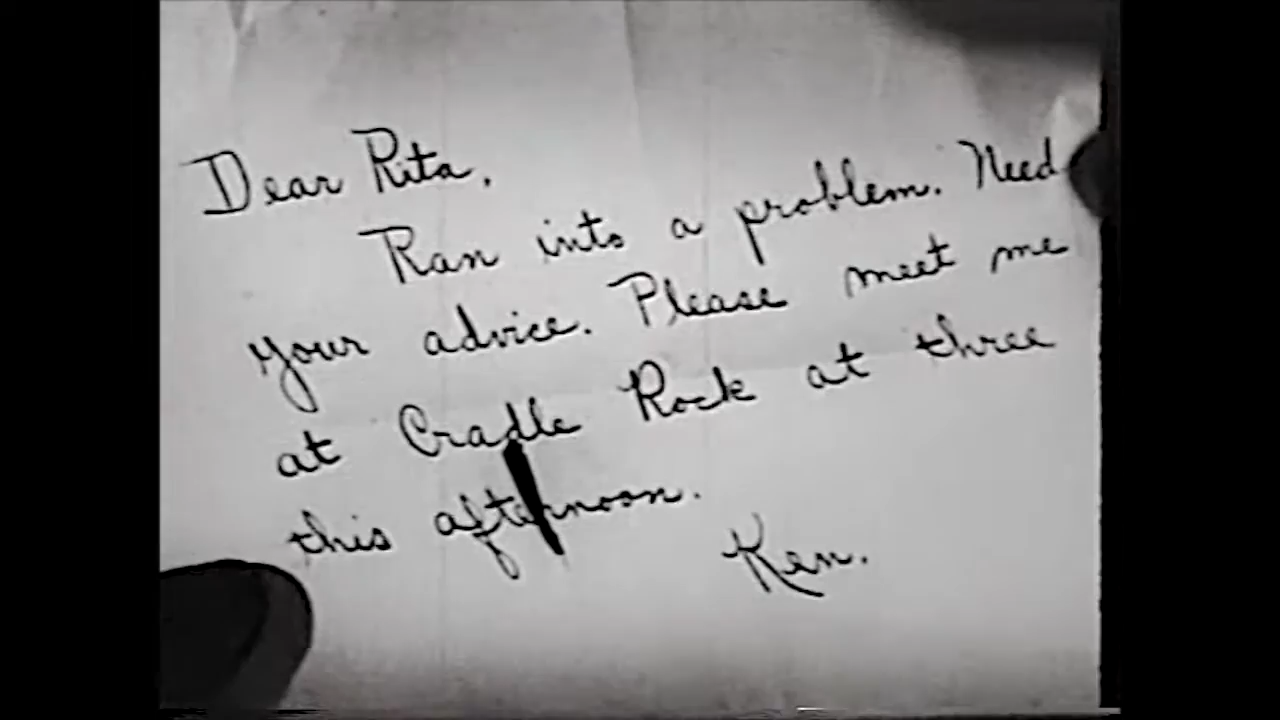 Dear Rita,
Ran into a problem. Need
your advice. Please meet me
at Cradle Rock at three
this afternoon.
Ken.